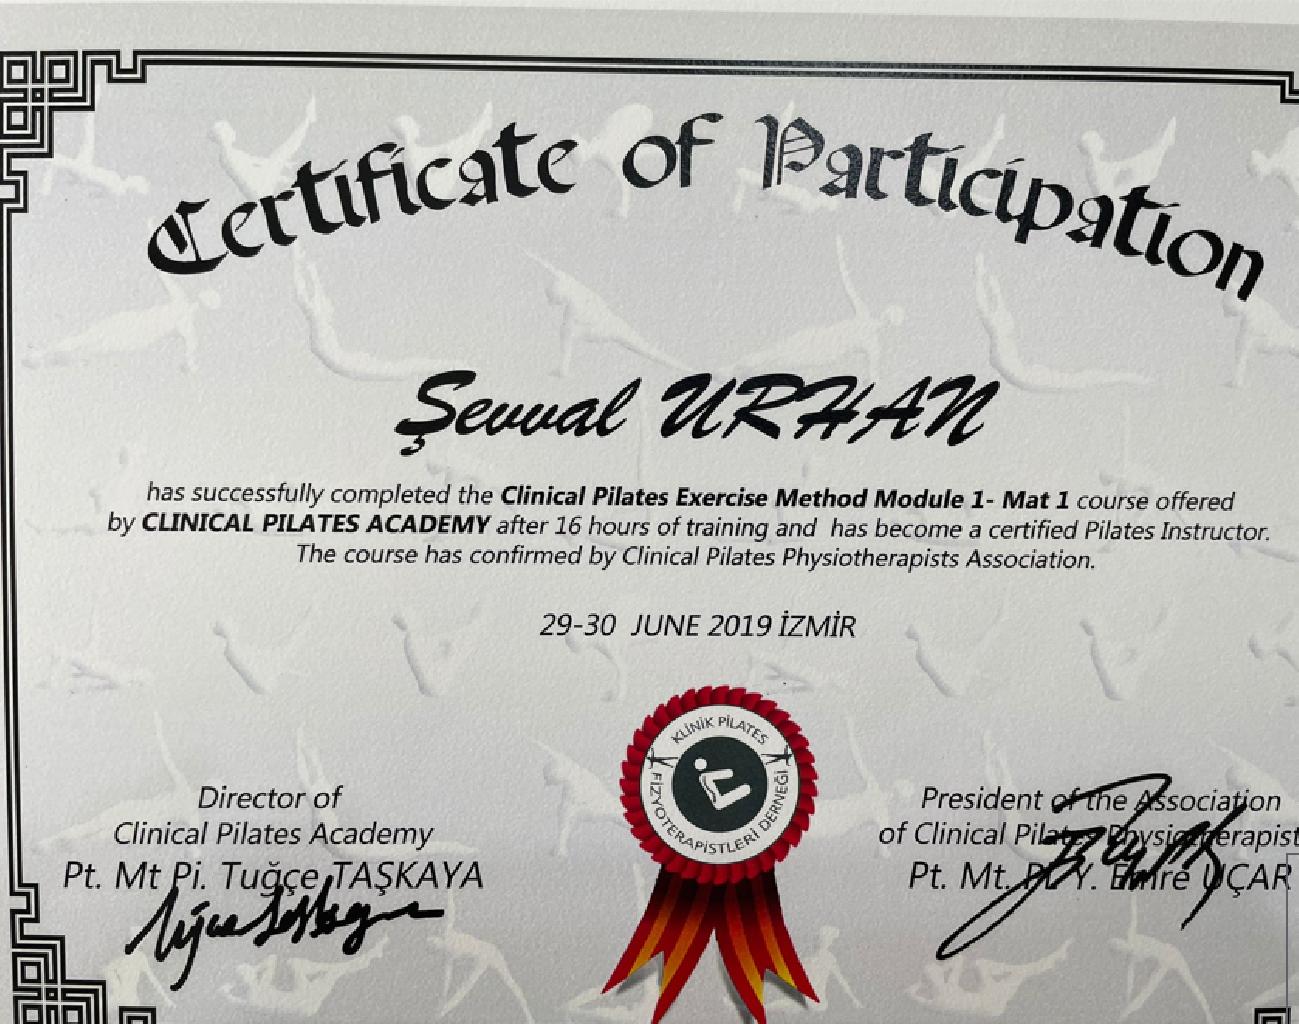 Certificate of Participation
Şevval URHAN
has successfully completed the Clinical Pilates Exercise Method Module 1- Mat 1 course offered
by CLINICAL PILATES ACADEMY after 16 hours of training and has become a certified Pilates Instructor.
The course has confirmed by Clinical Pilates Physiotherapists Association.
29-30 JUNE 2019 İZMİR
KLİNİK PİLATES
FİZYOTERAPİSTLERİ DERNEĞİ
Director of
Clinical Pilates Academy
Pt. Mt Pi. Tuğçe TAŞKAYA
President of the Association
of Clinical Pilates Physiotherapist
Pt. Mt. Pi. Y. Emre UÇAR